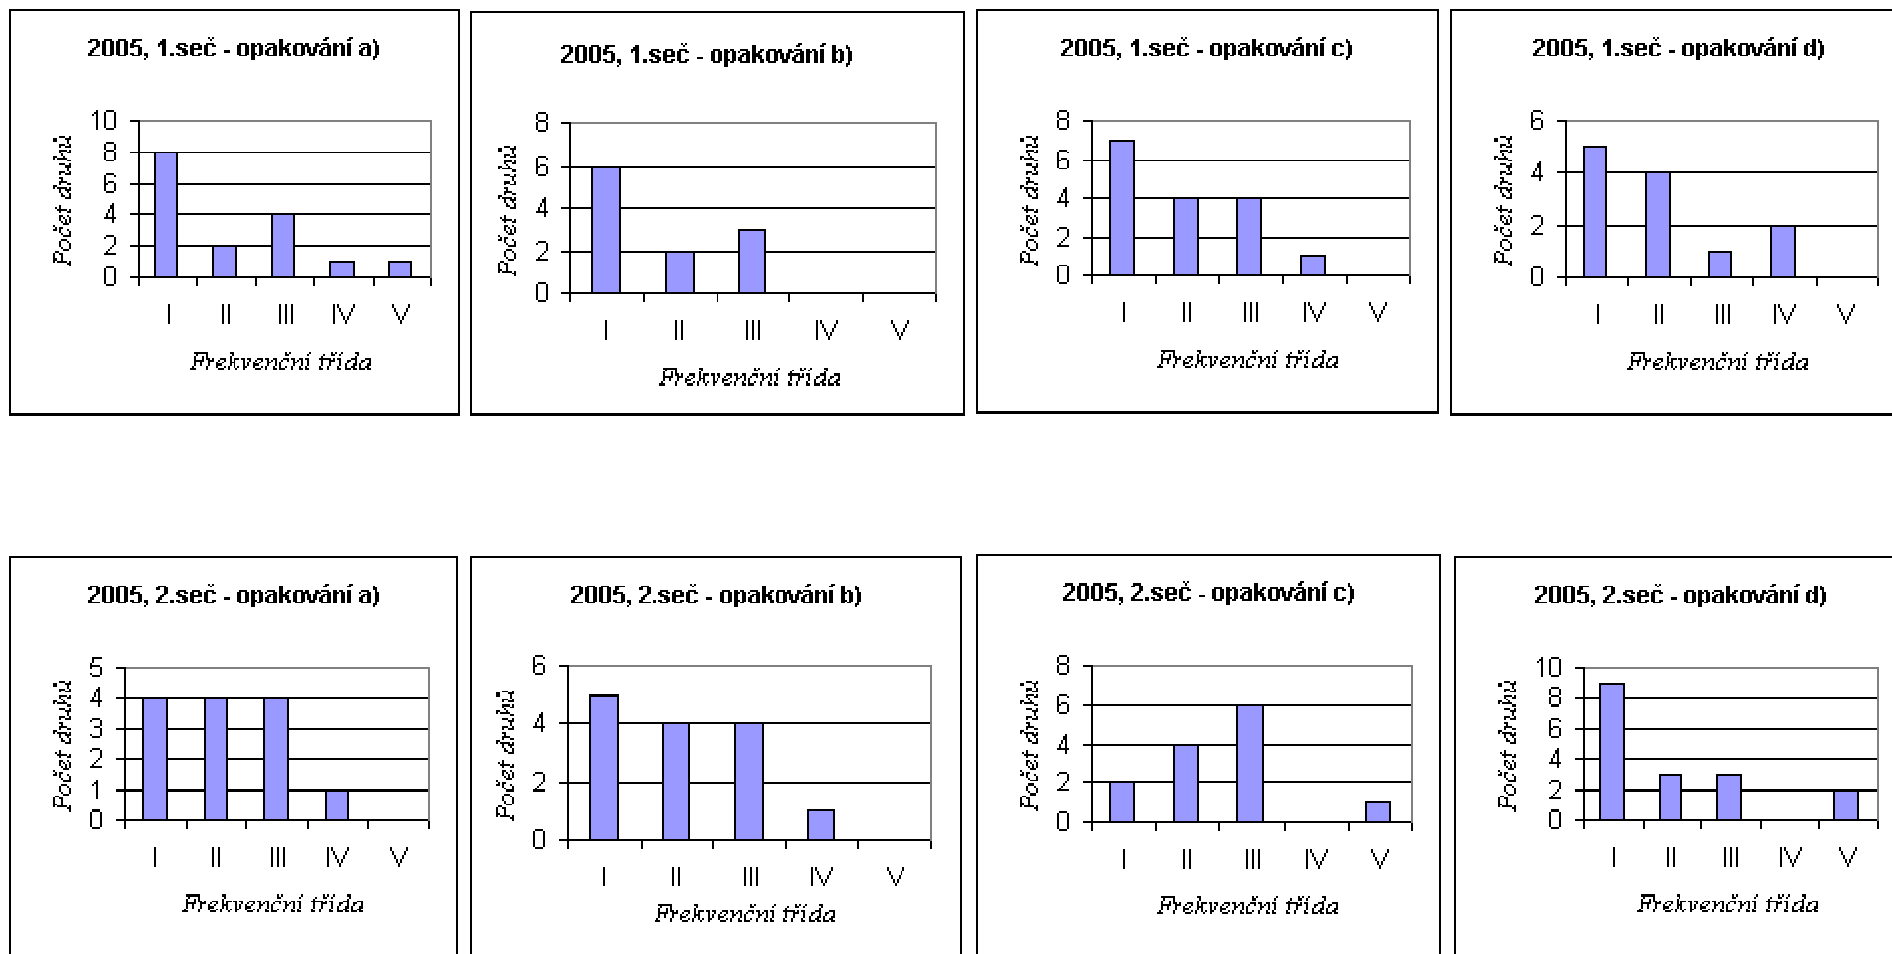 2005, 1.seč - opakování a)
Počet druhů
10
8
6
4
2
0
I II III IV V
Frekvenční třída
2005, 1.seč - opakování b)
Počet druhů
8
6
4
2
0
I II III IV V
Frekvenční třída
2005, 1.seč - opakování c)
Počet druhů
8
6
4
2
0
I II III IV V
Frekvenční třída
2005, 1.seč - opakování d)
Počet druhů
6
4
2
0
I II III IV V
Frekvenční třída
2005, 2.seč - opakování a)
Počet druhů
5
4
3
2
1
0
I II III IV V
Frekvenční třída
2005, 2.seč - opakování b)
Počet druhů
6
4
2
0
I II III IV V
Frekvenční třída
2005, 2.seč - opakování c)
Počet druhů
8
6
4
2
0
I II III IV V
Frekvenční třída
2005, 2.seč - opakování d)
Počet druhů
10
8
6
4
2
0
I II III IV V
Frekvenční třída